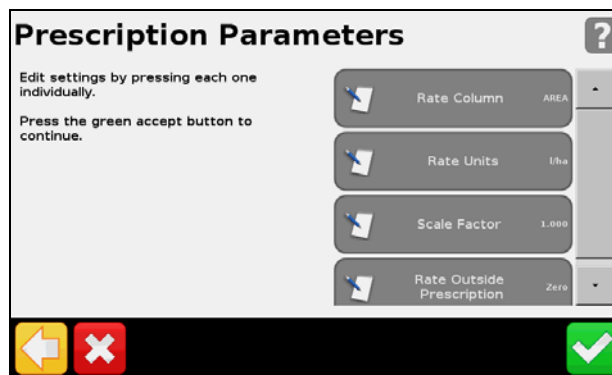 Prescription Parameters
?
Edit settings by pressing each one
individually.
Press the green accept button to
continue.
Rate Column AREA
Rate Units l/ha
Scale Factor 1.000
Rate Outside
Prescription Zero